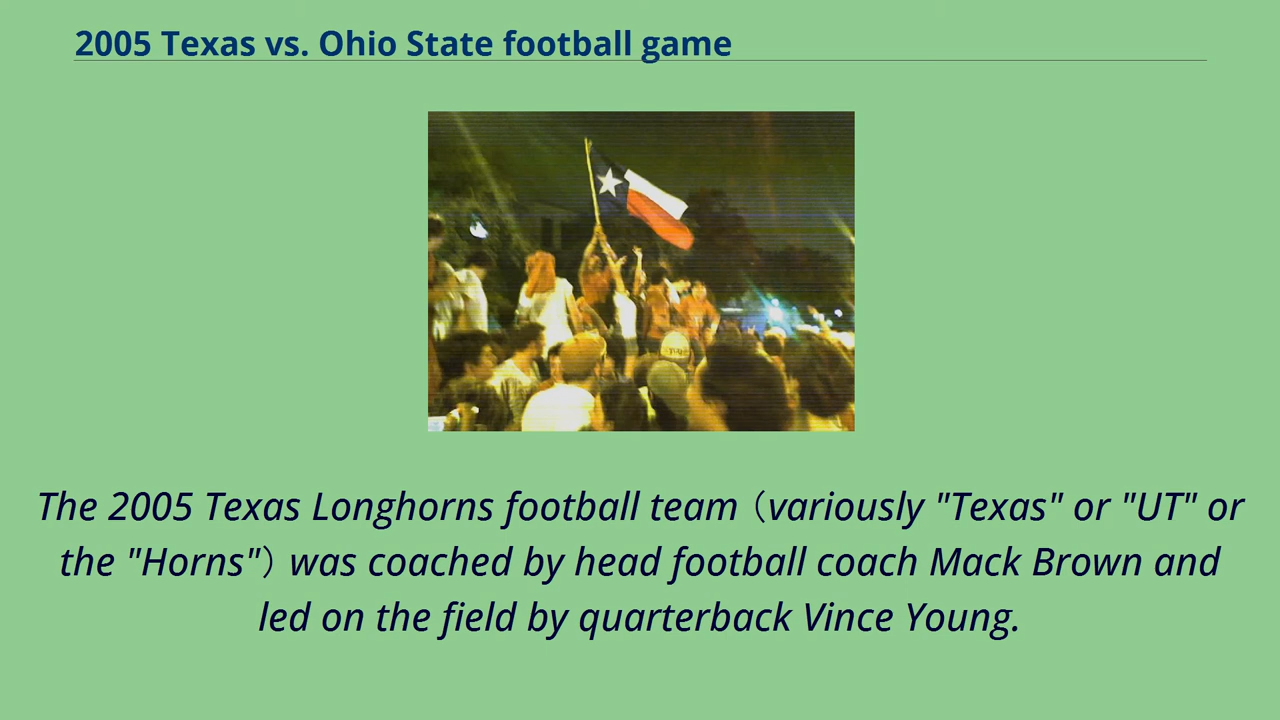 2005 Texas vs. Ohio State football game
The 2005 Texas Longhorns football team（variously "Texas" or "UT" or
the "Horns"）was coached by head football coach Mack Brown and
led on the field by quarterback Vince Young.